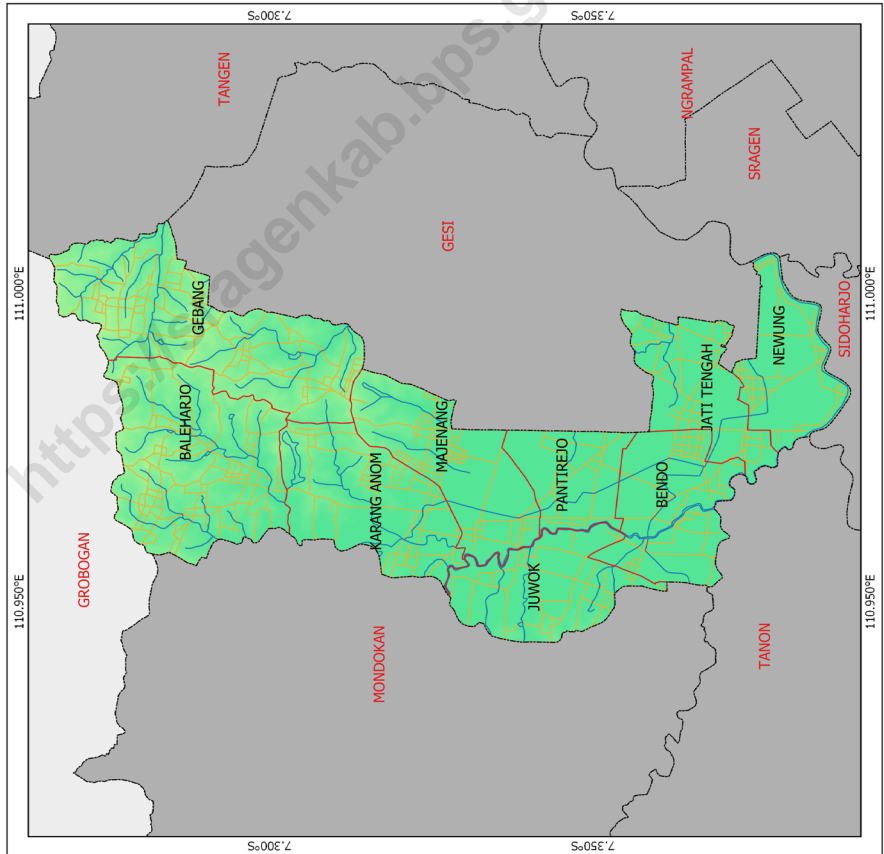 110.950°E
111.000°E
GROBOGAN
BALEHARJO
GEBANG
TANGEN
7.300°S
7.300°S
MONDOKAN
KARANG ANOM
MAJENANG
GESI
JUWOK
PANTIREJO
7.350°S
7.350°S
BENDO
NGRAMPAL
JATI TENGAH
SRAGEN
TANON
NEWUNG
SIDOHARJO
110.950°E
111.000°E
https://sragenkab.bps.g